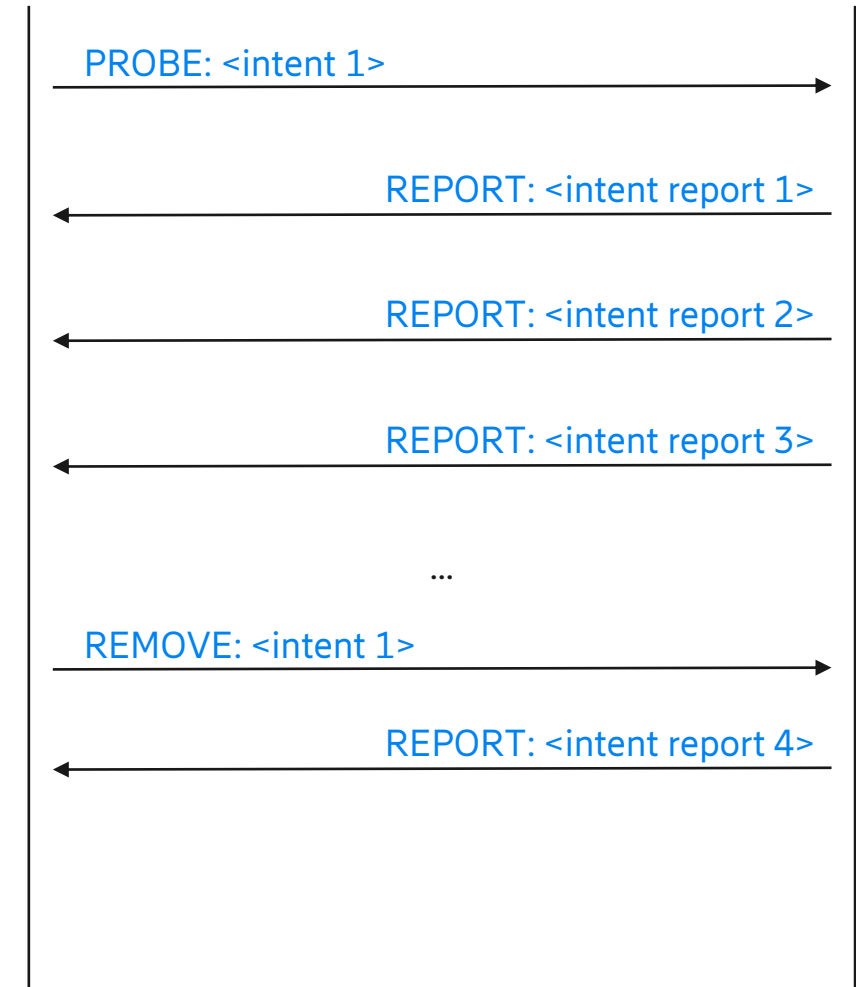 PROBE: <intent 1>
REPORT: <intent report 1>
REPORT: <intent report 2>
REPORT: <intent report 3>
...
REMOVE: <intent 1>
REPORT: <intent report 4>